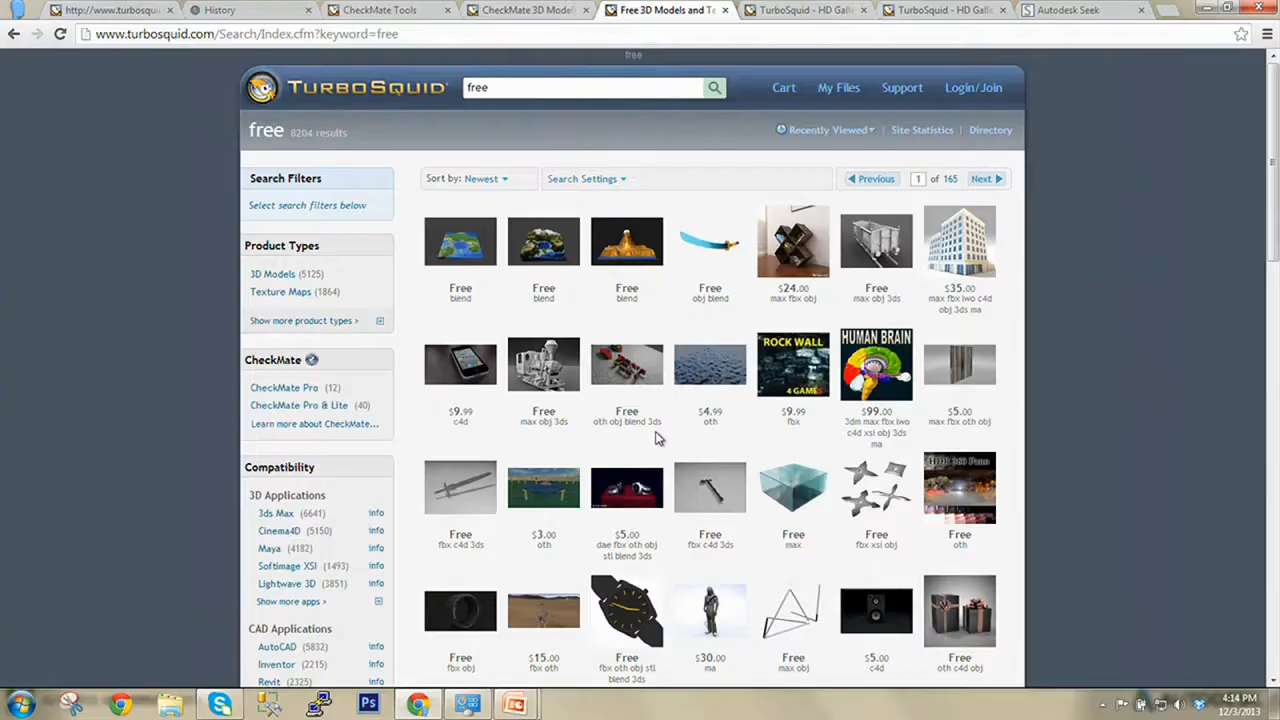 http://www.turbosqu
History
CheckMate Tools
CheckMate 3D Model
Free 3D Models and Te
TurboSquid - HD Galle
TurboSquid - HD Galle
Autodesk Seek
www.turbosquid.com/Search/Index.cfm?keyword=free
free
TURBOSQUID
free
Cart
My Files
Support
Login/Join
free 8204 results
Recently Viewed
Site Statistics
Directory
Search Filters
Select search filters below
Sort by: Newest
Search Settings
Previous 1 of 165 Next
Product Types
3D Models (5125)
Texture Maps (1864)
Show more product types >
Free
blend
Free
blend
Free
blend
Free
obj blend
$24.00
max fbx obj
Free
max obj 3ds
$35.00
max fbx lwo c4d
obj 3ds ma
CheckMate
CheckMate Pro (12)
CheckMate Pro & Lite (40)
Learn more about CheckMate...
ROCK WALL
4 GAMES
HUMAN BRAIN
$9.99
c4d
Free
max obj 3ds
Free
oth obj blend 3ds
$4.99
oth
$9.99
fbx
$99.00
3dm max fbx lwo
c4d xsi obj 3ds
ma
$5.00
max fbx oth obj
Compatibility
3D Applications
3ds Max (6641) info
Cinema4D (5150) info
Maya (4182) info
Softimage XSI (1493) info
Lightwave 3D (3851) info
Show more apps >
HDR 360 Pano
Free
fbx c4d 3ds
$3.00
oth
$5.00
dae fbx oth obj
stl blend 3ds
Free
fbx c4d 3ds
Free
max
Free
fbx xsi obj
Free
oth
CAD Applications
AutoCAD (5832) info
Inventor (2215) info
Revit (2325) info
Free
fbx obj
$15.00
fbx oth
Free
fbx oth obj stl
blend 3ds
$30.00
ma
Free
max obj
$5.00
c4d
Free
oth c4d obj
Ps
4:14 PM
12/3/2013